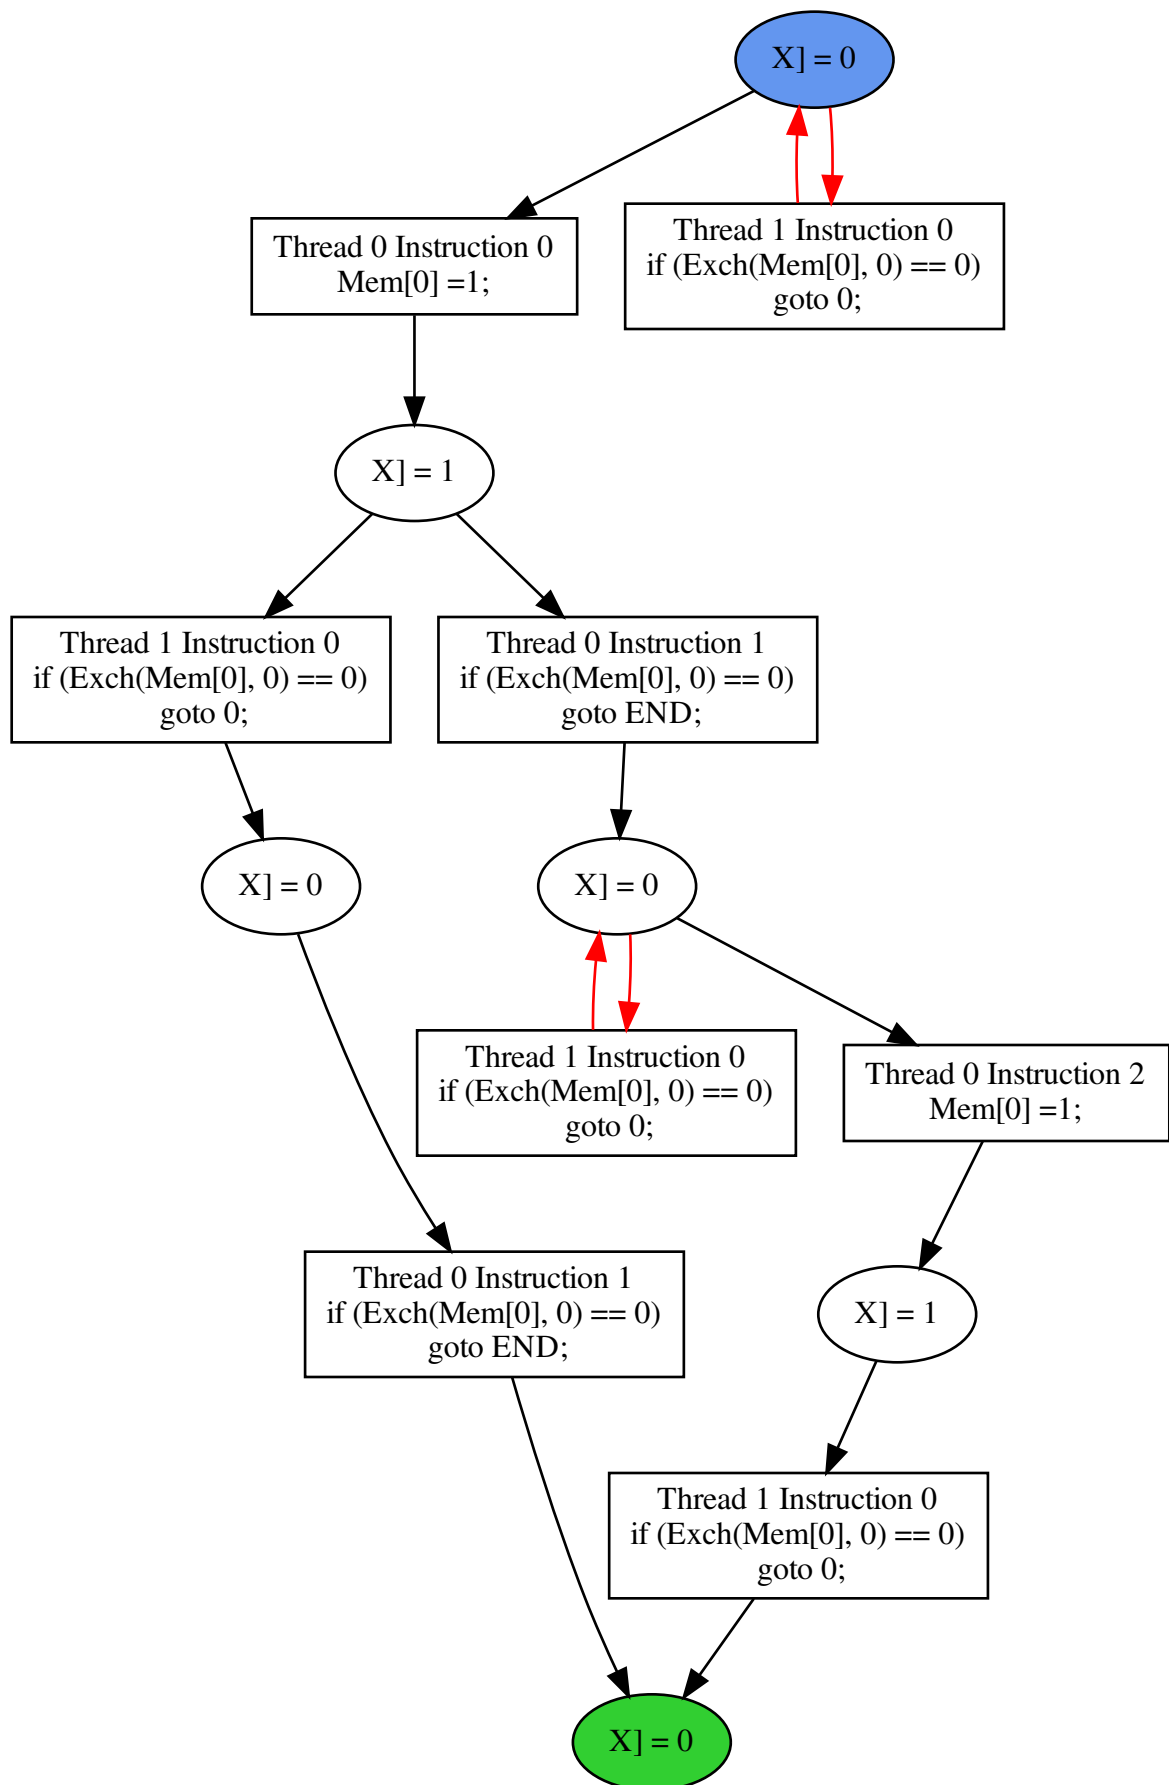 X] = 0
Thread 0 Instruction 0
Mem[0] =1;
Thread 1 Instruction 0
if (Exch(Mem[0], 0) == 0)
goto 0;
X] = 1
Thread 1 Instruction 0
if (Exch(Mem[0], 0) == 0)
goto 0;
Thread 0 Instruction 1
if (Exch(Mem[0], 0) == 0)
goto END;
X] = 0
X] = 0
Thread 1 Instruction 0
if (Exch(Mem[0], 0) == 0)
goto 0;
Thread 0 Instruction 2
Mem[0] =1;
Thread 0 Instruction 1
if (Exch(Mem[0], 0) == 0)
goto END;
X] = 1
Thread 1 Instruction 0
if (Exch(Mem[0], 0) == 0)
goto 0;
X] = 0